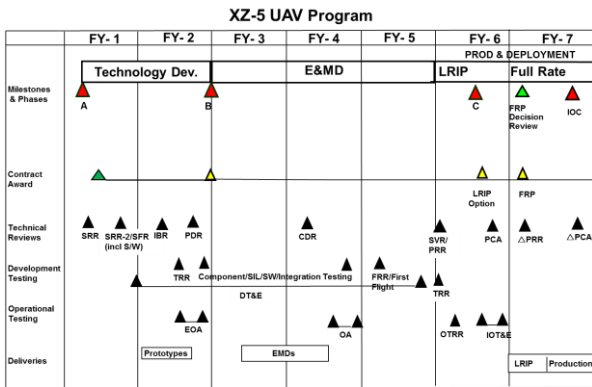 XZ-5 UAV Program
FY- 1 FY- 2 FY- 3 FY- 4 FY- 5 FY- 6 FY- 7
PROD & DEPLOYMENT
Technology Dev. E&MD LRIP Full Rate
Milestones
& Phases
A B C FRP
Decision
Review
IOC
Contract
Award
LRIP
Option
FRP
Technical
Reviews
SRR SRR-2/SFR
(incl S/W)
IBR PDR CDR SVR/
PRR
PCA △PRR △PCA
Development
Testing
TRR Component/SIL/SW/Integration Testing FRR/First
Flight
TRR
DT&E
Operational
Testing
EOA OA OTRR IOT&E
Deliveries
Prototypes EMDs LRIP Production